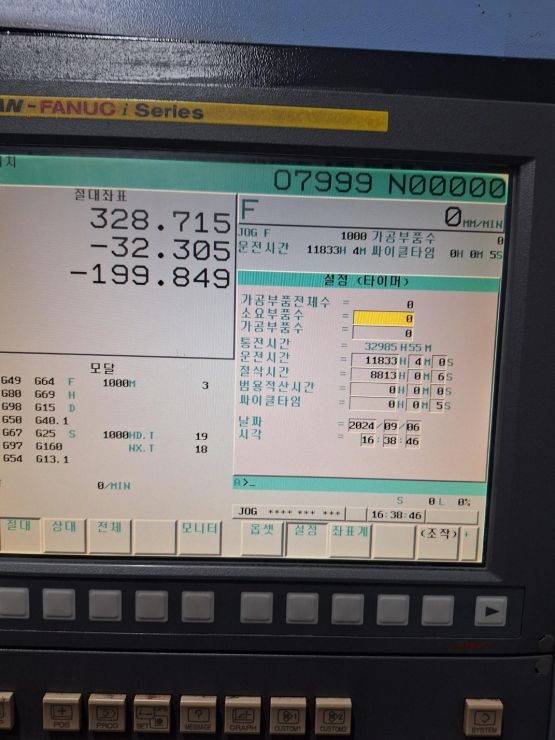 AN-FANUC i Series
O7999 N00000
절대좌표
328.715
-32.305
-199.849
F 0 MM/MIN
JOG F 1000 가공부품수 0
운전시간 11833H 4M 싸이클타임 0H 0M 5S
설정 (타이머)
가공부품전체수 = 0
소요부품수 = 0
가공부품수 = 0
통전시간 = 32985H55M
운전시간 = 11833H 4M 0S
절삭시간 = 8813H 0M 6S
범용적산시간 = 0H 0M 0S
싸이클타임 = 0H 0M 5S
날짜 = 2024/09/06
시각 = 16:38:46
모달
G49 G64 F 1000M 3
G80 G69 H
G98 G15 D
G50 G40.1
G67 G25 S 1000HD.T 19
G97 G160 NX.T 18
G54 G13.1
T 0/MIN
A>_
S 0 L 0%
JOG **** *** *** 16:38:46
절대 상대 전체 모니터 옵셋 설정 좌표계 (조작) +
POS PROG MESSAGE GRAPH CUSTOM1 CUSTOM2 SYSTEM